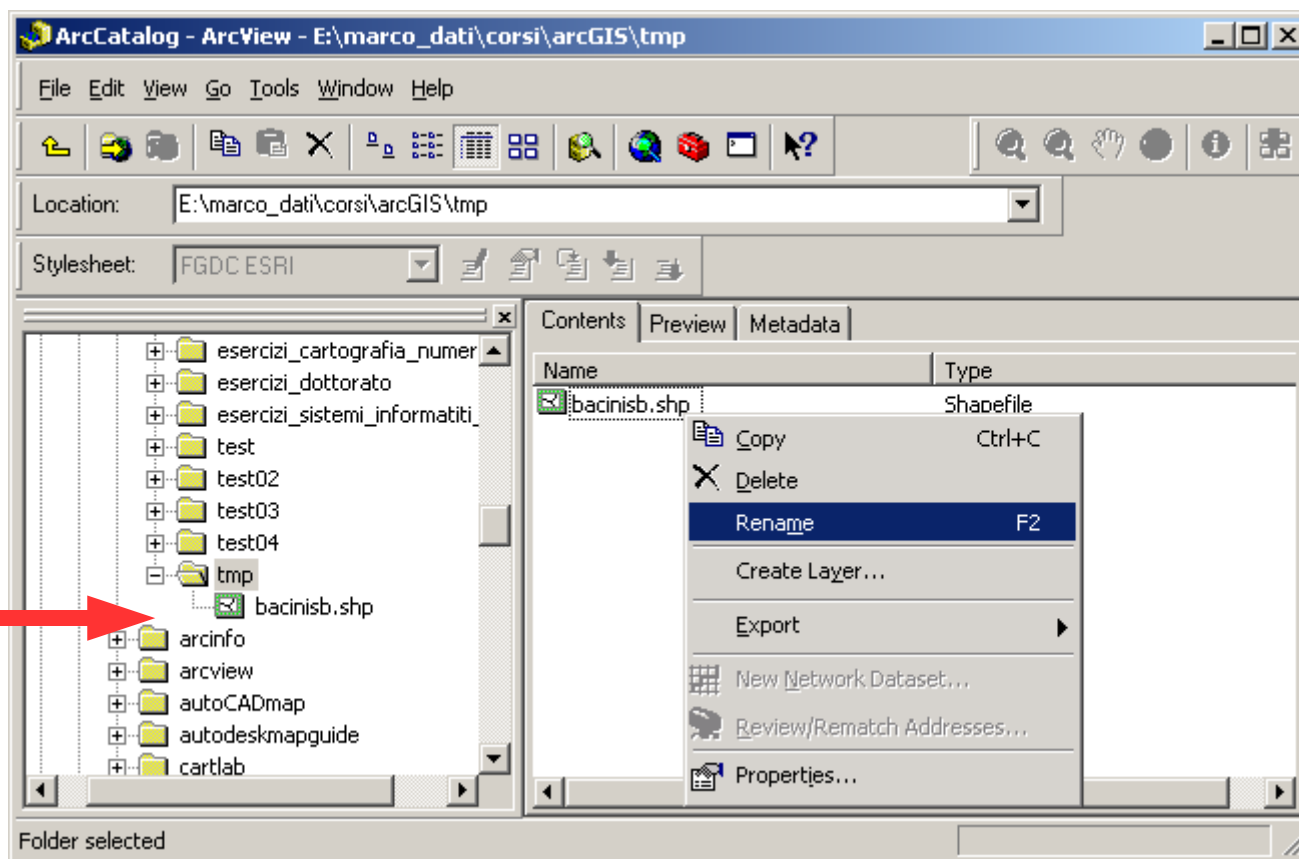 ArcCatalog - ArcView - E:\marco_dati\corsi\arcGIS\tmp
File Edit View Go Tools Window Help
Location: E:\marco_dati\corsi\arcGIS\tmp
Stylesheet: FGDC ESRI
esercizi_cartografia_numer
esercizi_dottorato
esercizi_sistemi_informatiti_
test
test02
test03
test04
tmp
bacinisb.shp
arcinfo
arcview
autoCADmap
autodeskmapguide
cartlab
Contents Preview Metadata
Name Type
bacinisb.shp Shapefile
Copy Ctrl+C
Delete
Rename F2
Create Layer...
Export
New Network Dataset...
Review/Rematch Addresses...
Properties...
Folder selected